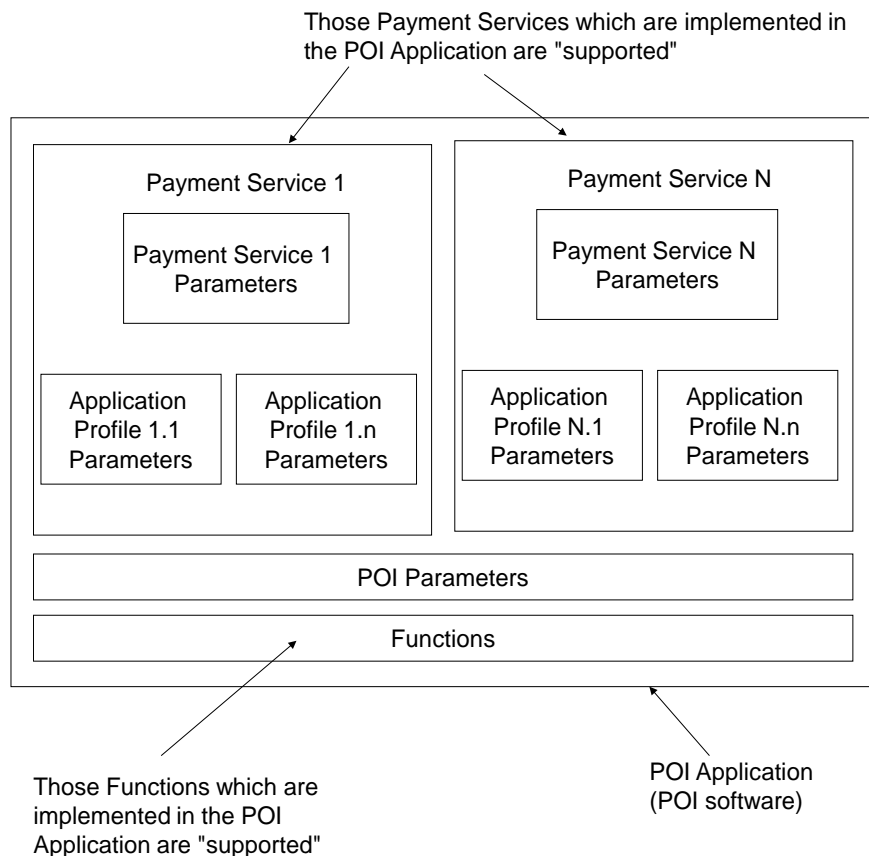 Those Payment Services which are implemented in
the POI Application are "supported"
Payment Service 1
Payment Service 1
Parameters
Application
Profile 1.1
Parameters
Application
Profile 1.n
Parameters
Payment Service N
Payment Service N
Parameters
Application
Profile N.1
Parameters
Application
Profile N.n
Parameters
POI Parameters
Functions
Those Functions which are
implemented in the POI
Application are "supported"
POI Application
(POI software)